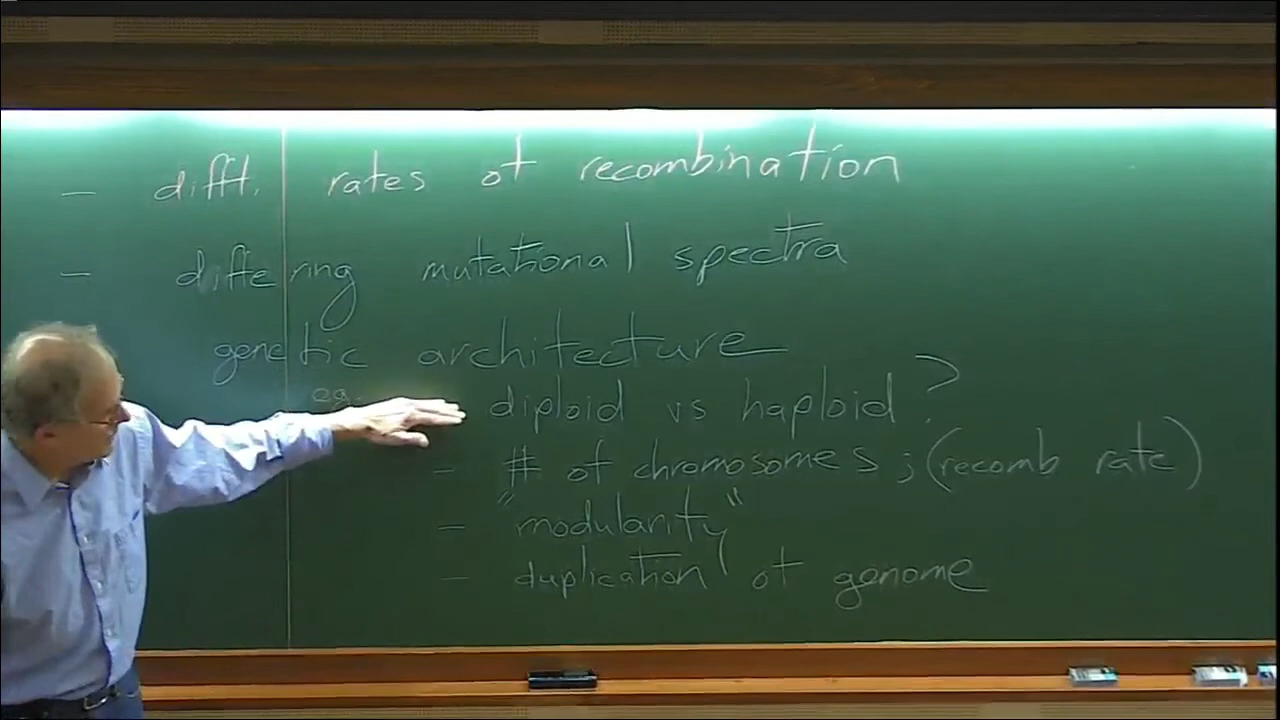 - difft. rates of recombination
- differing mutational spectra
genetic architecture
eg.
diploid vs haploid ?
- # of chromosomes ; (recomb rate)
- "modularity"
- duplication of genome